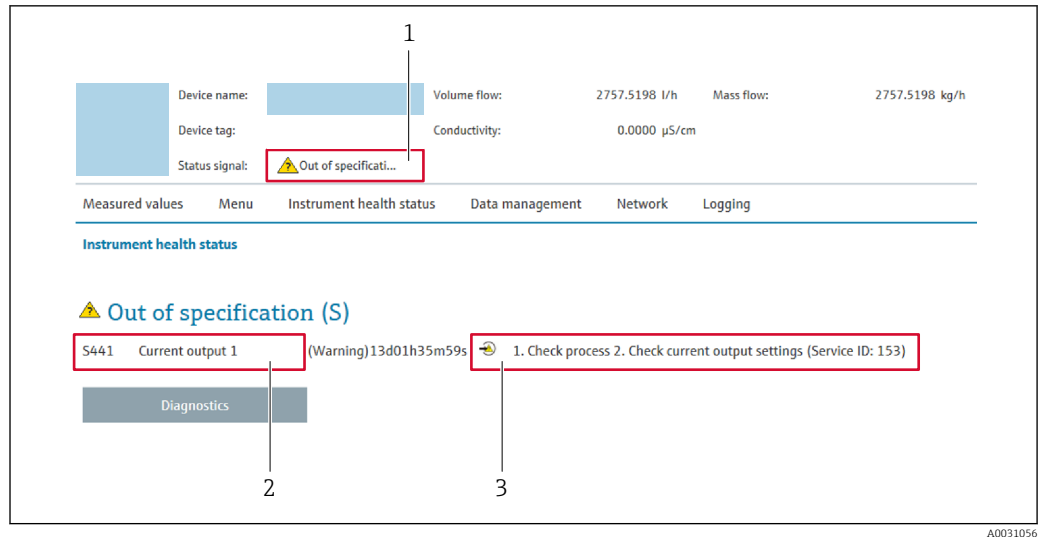 1
Device name: Volume flow: 2757.5198 l/h Mass flow: 2757.5198 kg/h
Device tag: Conductivity: 0.0000 µS/cm
Status signal: Out of specificati...
Measured values Menu Instrument health status Data management Network Logging
Instrument health status
Out of specification (S)
S441 Current output 1 (Warning)13d01h35m59s 1. Check process 2. Check current output settings (Service ID: 153)
Diagnostics
2 3
A0031056